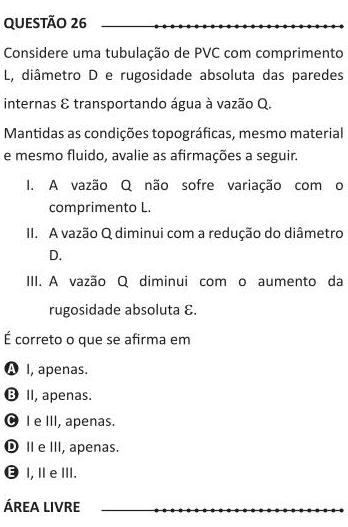 QUESTÃO 26
Considere uma tubulação de PVC com comprimento
L, diâmetro D e rugosidade absoluta das paredes
internas Ɛ transportando água à vazão Q.
Mantidas as condições topográficas, mesmo material
e mesmo fluido, avalie as afirmações a seguir.
I. A vazão Q não sofre variação com o
comprimento L.
II. A vazão Q diminui com a redução do diâmetro
D.
III. A vazão Q diminui com o aumento da
rugosidade absoluta Ɛ.
É correto o que se afirma em
A I, apenas.
B II, apenas.
C I e III, apenas.
D II e III, apenas.
E I, II e III.
ÁREA LIVRE